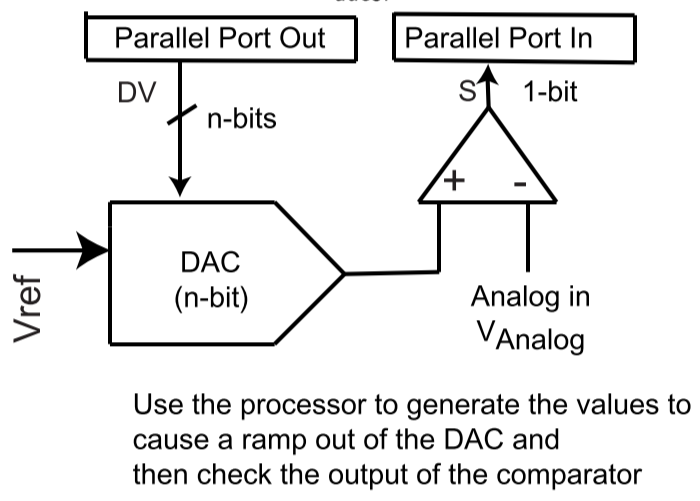 Parallel Port Out
Parallel Port In
DV
n-bits
S
1-bit
+
-
DAC
(n-bit)
Vref
Analog in
VAnalog
Use the processor to generate the values to
cause a ramp out of the DAC and
then check the output of the comparator